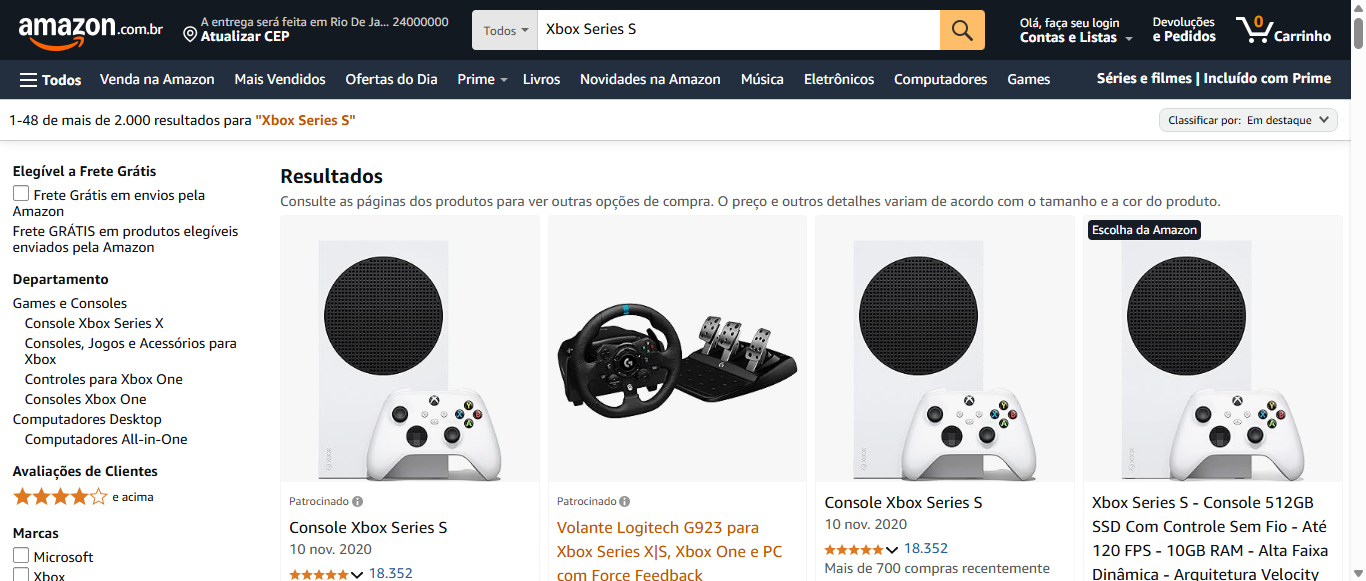 amazon.com.br
A entrega será feita em Rio De Ja... 24000000
Atualizar CEP
Todos
Xbox Series S
Olá, faça seu login
Contas e Listas
Devoluções
e Pedidos
0
Carrinho
Todos
Venda na Amazon
Mais Vendidos
Ofertas do Dia
Prime
Livros
Novidades na Amazon
Música
Eletrônicos
Computadores
Games
Séries e filmes | Incluído com Prime
1-48 de mais de 2.000 resultados para "Xbox Series S"
Classificar por: Em destaque
Elegível a Frete Grátis
Frete Grátis em envios pela
Amazon
Frete GRÁTIS em produtos elegíveis
enviados pela Amazon
Departamento
Games e Consoles
Console Xbox Series X
Consoles, Jogos e Acessórios para
Xbox
Controles para Xbox One
Consoles Xbox One
Computadores Desktop
Computadores All-in-One
Avaliações de Clientes
e acima
Marcas
Microsoft
Xbox
Resultados
Consulte as páginas dos produtos para ver outras opções de compra. O preço e outros detalhes variam de acordo com o tamanho e a cor do produto.
Patrocinado
Console Xbox Series S
10 nov. 2020
18.352
Patrocinado
Volante Logitech G923 para
Xbox Series X|S, Xbox One e PC
com Force Feedback
Console Xbox Series S
10 nov. 2020
18.352
Mais de 700 compras recentemente
Escolha da Amazon
Xbox Series S - Console 512GB
SSD Com Controle Sem Fio - Até
120 FPS - 10GB RAM - Alta Faixa
Dinâmica - Arquitetura Velocity